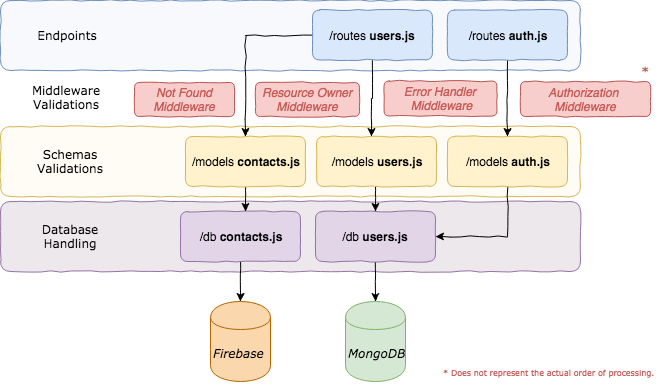 Endpoints
/routes users.js
/routes auth.js
*
Middleware
Validations
Not Found
Middleware
Resource Owner
Middleware
Error Handler
Middleware
Authorization
Middleware
Schemas
Validations
/models contacts.js
/models users.js
/models auth.js
Database
Handling
/db contacts.js
/db users.js
Firebase
MongoDB
* Does not represent the actual order of processing.